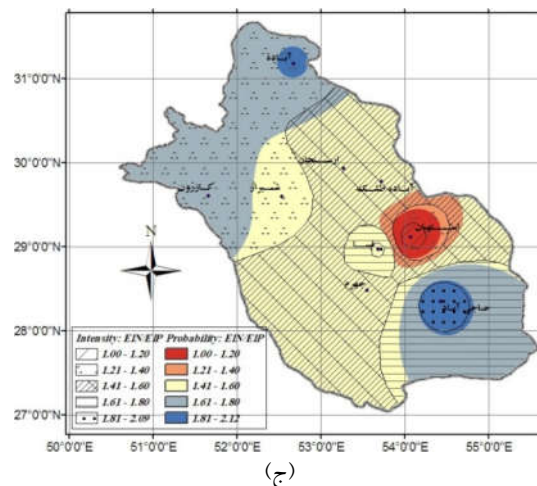 آباده
31°0'0"N
30°0'0"N
ارسنجان
آباده طشک
کازرون
شیراز
استهبان
N
29°0'0"N
فسا
جهرم
حاجی آباد
28°0'0"N
27°0'0"N
Intensity: EIN/EIP Probability: EIN/EIP
1.00 - 1.20 1.00 - 1.20
1.21 - 1.40 1.21 - 1.40
1.41 - 1.60 1.41 - 1.60
1.61 - 1.80 1.61 - 1.80
1.81 - 2.09 1.81 - 2.12
50°0'0"E 51°0'0"E 52°0'0"E 53°0'0"E 54°0'0"E 55°0'0"E
(ج)